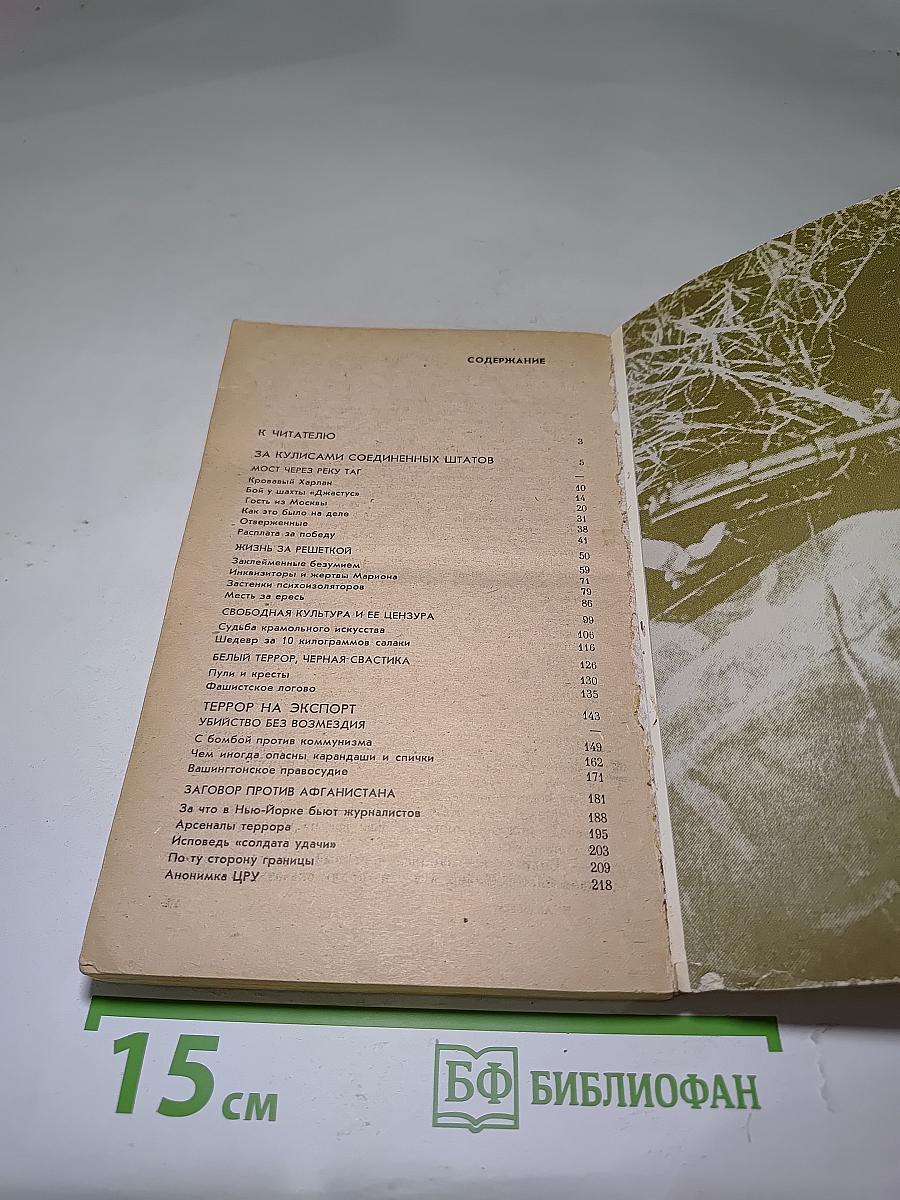 СОДЕРЖАНИЕ
К ЧИТАТЕЛЮ 3
ЗА КУЛИСАМИ СОЕДИНЕННЫХ ШТАТОВ 5
МОСТ ЧЕРЕЗ РЕКУ ТАГ —
Кровавый Харлан 10
Бой у шахты «Джастус» 14
Гость из Москвы 20
Как это было на деле 31
Отверженные 38
Расплата за победу 41
ЖИЗНЬ ЗА РЕШЕТКОЙ 50
Заклейменные безумием 59
Инквизиторы и жертвы Мариона 71
Застенки психоизоляторов 79
Месть за ересь 86
СВОБОДНАЯ КУЛЬТУРА И ЕЕ ЦЕНЗУРА 99
Судьба крамольного искусства 106
Шедевр за 10 килограммов салаки 116
БЕЛЫЙ ТЕРРОР, ЧЕРНАЯ СВАСТИКА 126
Пули и кресты 130
Фашистское логово 135
ТЕРРОР НА ЭКСПОРТ 143
УБИЙСТВО БЕЗ ВОЗМЕЗДИЯ —
С бомбой против коммунизма 149
Чем иногда опасны карандаши и спички 162
Вашингтонское правосудие 171
ЗАГОВОР ПРОТИВ АФГАНИСТАНА 181
За что в Нью-Йорке бьют журналистов 188
Арсеналы террора 195
Исповедь «солдата удачи» 203
По ту сторону границы 209
Анонимка ЦРУ 218
15 см
БФ БИБЛИОФАН